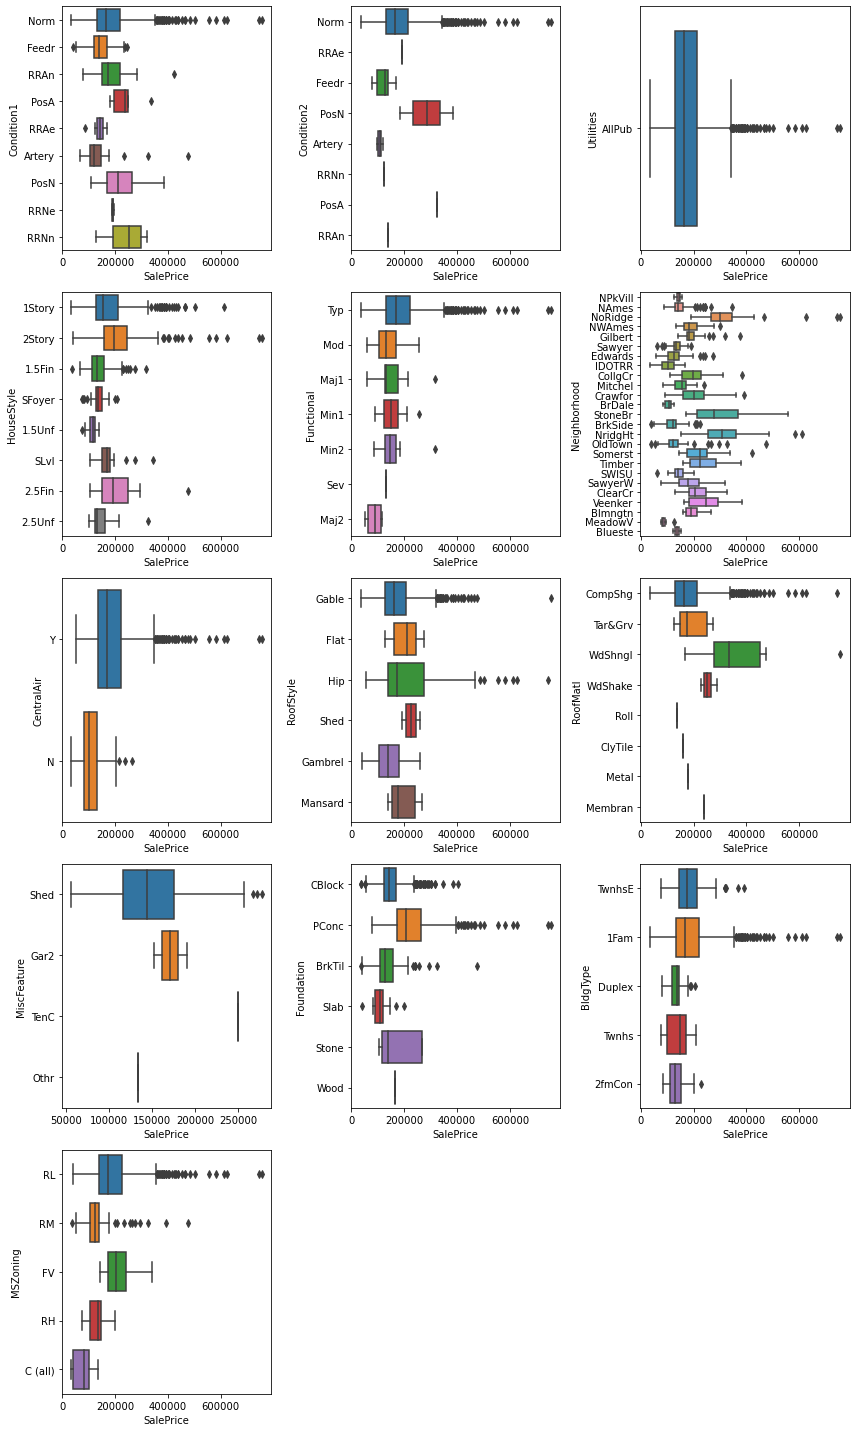 Condition1
Norm
Feedr
RRAn
PosA
RRAe
Artery
PosN
RRNe
RRNn
0 200000 400000 600000
SalePrice
Condition2
Norm
RRAe
Feedr
PosN
Artery
RRNn
PosA
RRAn
0 200000 400000 600000
SalePrice
Utilities
AllPub
0 200000 400000 600000
SalePrice
HouseStyle
1Story
2Story
1.5Fin
SFoyer
1.5Unf
SLvl
2.5Fin
2.5Unf
0 200000 400000 600000
SalePrice
Functional
Typ
Mod
Maj1
Min1
Min2
Sev
Maj2
0 200000 400000 600000
SalePrice
Neighborhood
NPkVill
NAmes
NoRidge
NWAmes
Gilbert
Sawyer
Edwards
IDOTRR
CollgCr
Mitchel
Crawfor
BrDale
StoneBr
BrkSide
NridgHt
OldTown
Somerst
Timber
SWISU
SawyerW
ClearCr
Veenker
Blmngtn
MeadowV
Blueste
0 200000 400000 600000
SalePrice
CentralAir
Y
N
0 200000 400000 600000
SalePrice
RoofStyle
Gable
Flat
Hip
Shed
Gambrel
Mansard
0 200000 400000 600000
SalePrice
RoofMatl
CompShg
Tar&Grv
WdShngl
WdShake
Roll
ClyTile
Metal
Membran
0 200000 400000 600000
SalePrice
MiscFeature
Shed
Gar2
TenC
Othr
50000 100000 150000 200000 250000
SalePrice
Foundation
CBlock
PConc
BrkTil
Slab
Stone
Wood
0 200000 400000 600000
SalePrice
BldgType
TwnhsE
1Fam
Duplex
Twnhs
2fmCon
0 200000 400000 600000
SalePrice
MSZoning
RL
RM
FV
RH
C (all)
0 200000 400000 600000
SalePrice